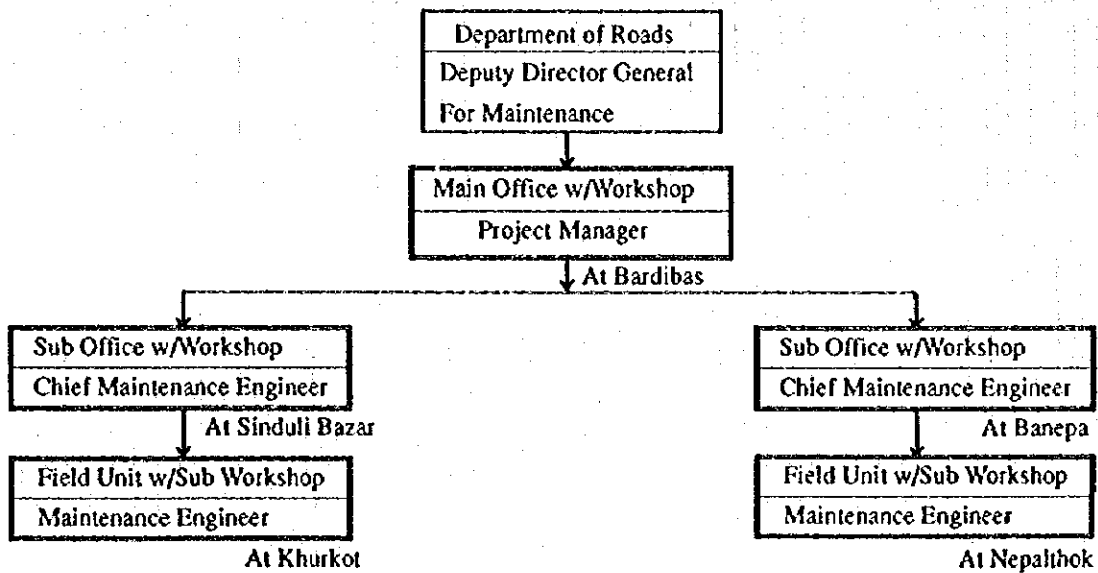 Department of Roads
Deputy Director General
For Maintenance
Main Office w/Workshop
Project Manager
At Bardibas
Sub Office w/Workshop
Chief Maintenance Engineer
At Sinduli Bazar
Field Unit w/Sub Workshop
Maintenance Engineer
At Khurkot
Sub Office w/Workshop
Chief Maintenance Engineer
At Banepa
Field Unit w/Sub Workshop
Maintenance Engineer
At Nepalthok